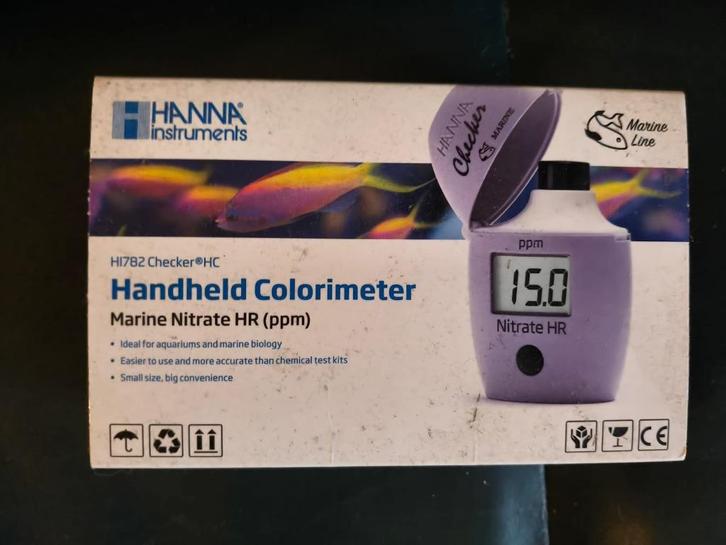 HANNA®
instruments
HANNA
Checker
MARINE
Marine
Line
HI782 Checker®HC
Handheld Colorimeter
Marine Nitrate HR (ppm)
• Ideal for aquariums and marine biology
• Easier to use and more accurate than chemical test kits
• Small size, big convenience
ppm
15.0
Nitrate HR
CE